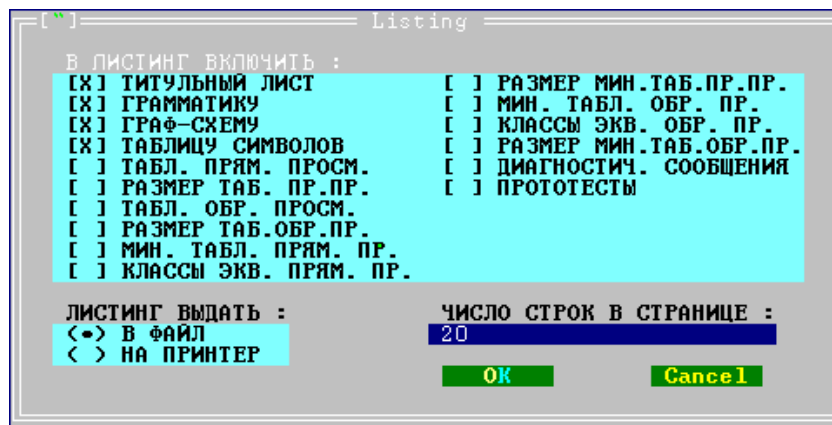 [″] Listing
В ЛИСТИНГ ВКЛЮЧИТЬ :
[X] ТИТУЛЬНЫЙ ЛИСТ
[X] ГРАММАТИКУ
[X] ГРАФ-СХЕМУ
[X] ТАБЛИЦУ СИМВОЛОВ
[ ] ТАБЛ. ПРЯМ. ПРОСМ.
[ ] РАЗМЕР ТАБ. ПР.ПР.
[ ] ТАБЛ. ОБР. ПРОСМ.
[ ] РАЗМЕР ТАБ.ОБР.ПР.
[ ] МИН. ТАБЛ. ПРЯМ. ПР.
[ ] КЛАССЫ ЭКВ. ПРЯМ. ПР.
[ ] РАЗМЕР МИН.ТАБ.ПР.ПР.
[ ] МИН. ТАБЛ. ОБР. ПР.
[ ] КЛАССЫ ЭКВ. ОБР. ПР.
[ ] РАЗМЕР МИН.ТАБ.ОБР.ПР.
[ ] ДИАГНОСТИЧ. СООБЩЕНИЯ
[ ] ПРОТОТЕСТЫ
ЛИСТИНГ ВЫДАТЬ :
(•) В ФАЙЛ
( ) НА ПРИНТЕР
ЧИСЛО СТРОК В СТРАНИЦЕ :
20
OK Cancel